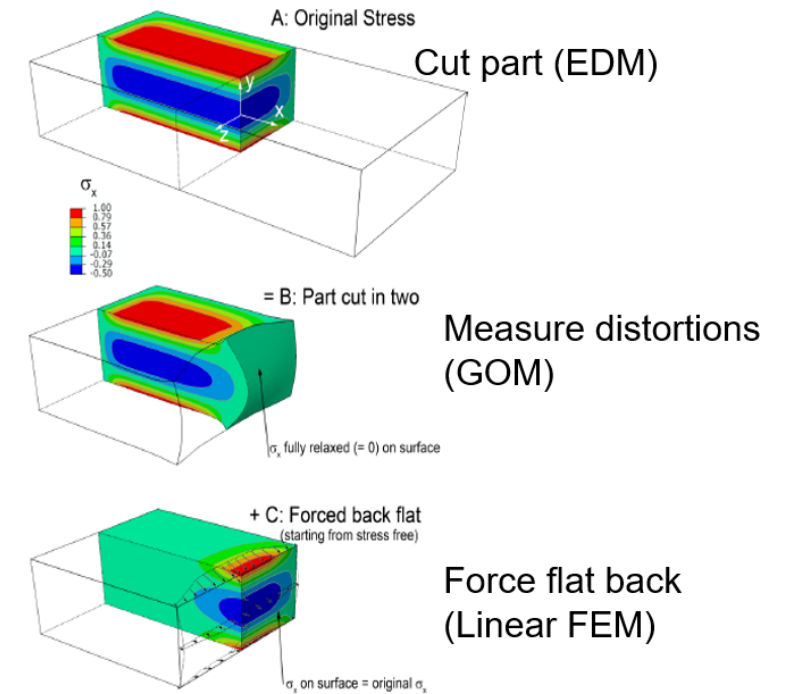 A: Original Stress
Cut part (EDM)
y
x
z
σx
1.00
0.79
0.57
0.36
0.14
-0.07
-0.29
-0.50
= B: Part cut in two
Measure distortions
(GOM)
σx fully relaxed (= 0) on surface
+ C: Forced back flat
(starting from stress free)
Force flat back
(Linear FEM)
σx on surface = original σx